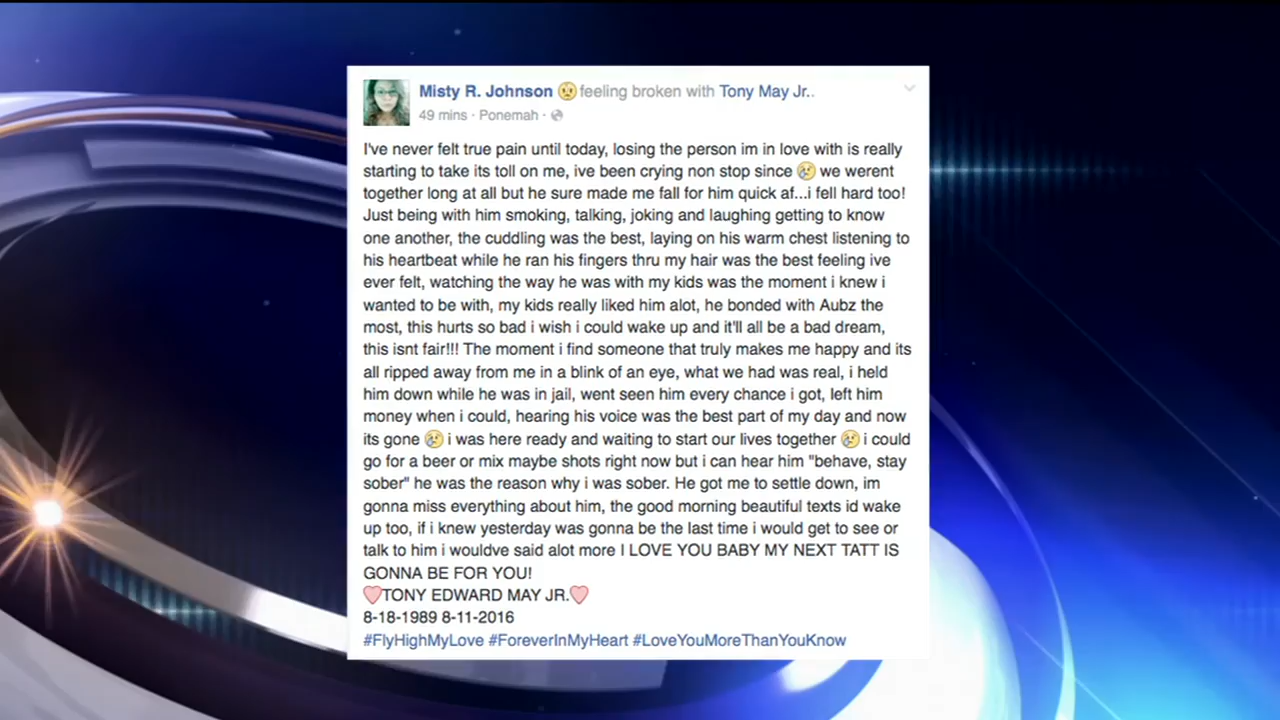 Misty R. Johnson 😢 feeling broken with Tony May Jr..
49 mins · Ponemah ·
I've never felt true pain until today, losing the person im in love with is really
starting to take its toll on me, ive been crying non stop since 😢 we werent
together long at all but he sure made me fall for him quick af...i fell hard too!
Just being with him smoking, talking, joking and laughing getting to know
one another, the cuddling was the best, laying on his warm chest listening to
his heartbeat while he ran his fingers thru my hair was the best feeling ive
ever felt, watching the way he was with my kids was the moment i knew i
wanted to be with, my kids really liked him alot, he bonded with Aubz the
most, this hurts so bad i wish i could wake up and it'll all be a bad dream,
this isnt fair!!! The moment i find someone that truly makes me happy and its
all ripped away from me in a blink of an eye, what we had was real, i held
him down while he was in jail, went seen him every chance i got, left him
money when i could, hearing his voice was the best part of my day and now
its gone 😢 i was here ready and waiting to start our lives together 😢 i could
go for a beer or mix maybe shots right now but i can hear him "behave, stay
sober" he was the reason why i was sober. He got me to settle down, im
gonna miss everything about him, the good morning beautiful texts id wake
up too, if i knew yesterday was gonna be the last time i would get to see or
talk to him i wouldve said alot more I LOVE YOU BABY MY NEXT TATT IS
GONNA BE FOR YOU!
❤TONY EDWARD MAY JR.❤
8-18-1989 8-11-2016
#FlyHighMyLove #ForeverInMyHeart #LoveYouMoreThanYouKnow